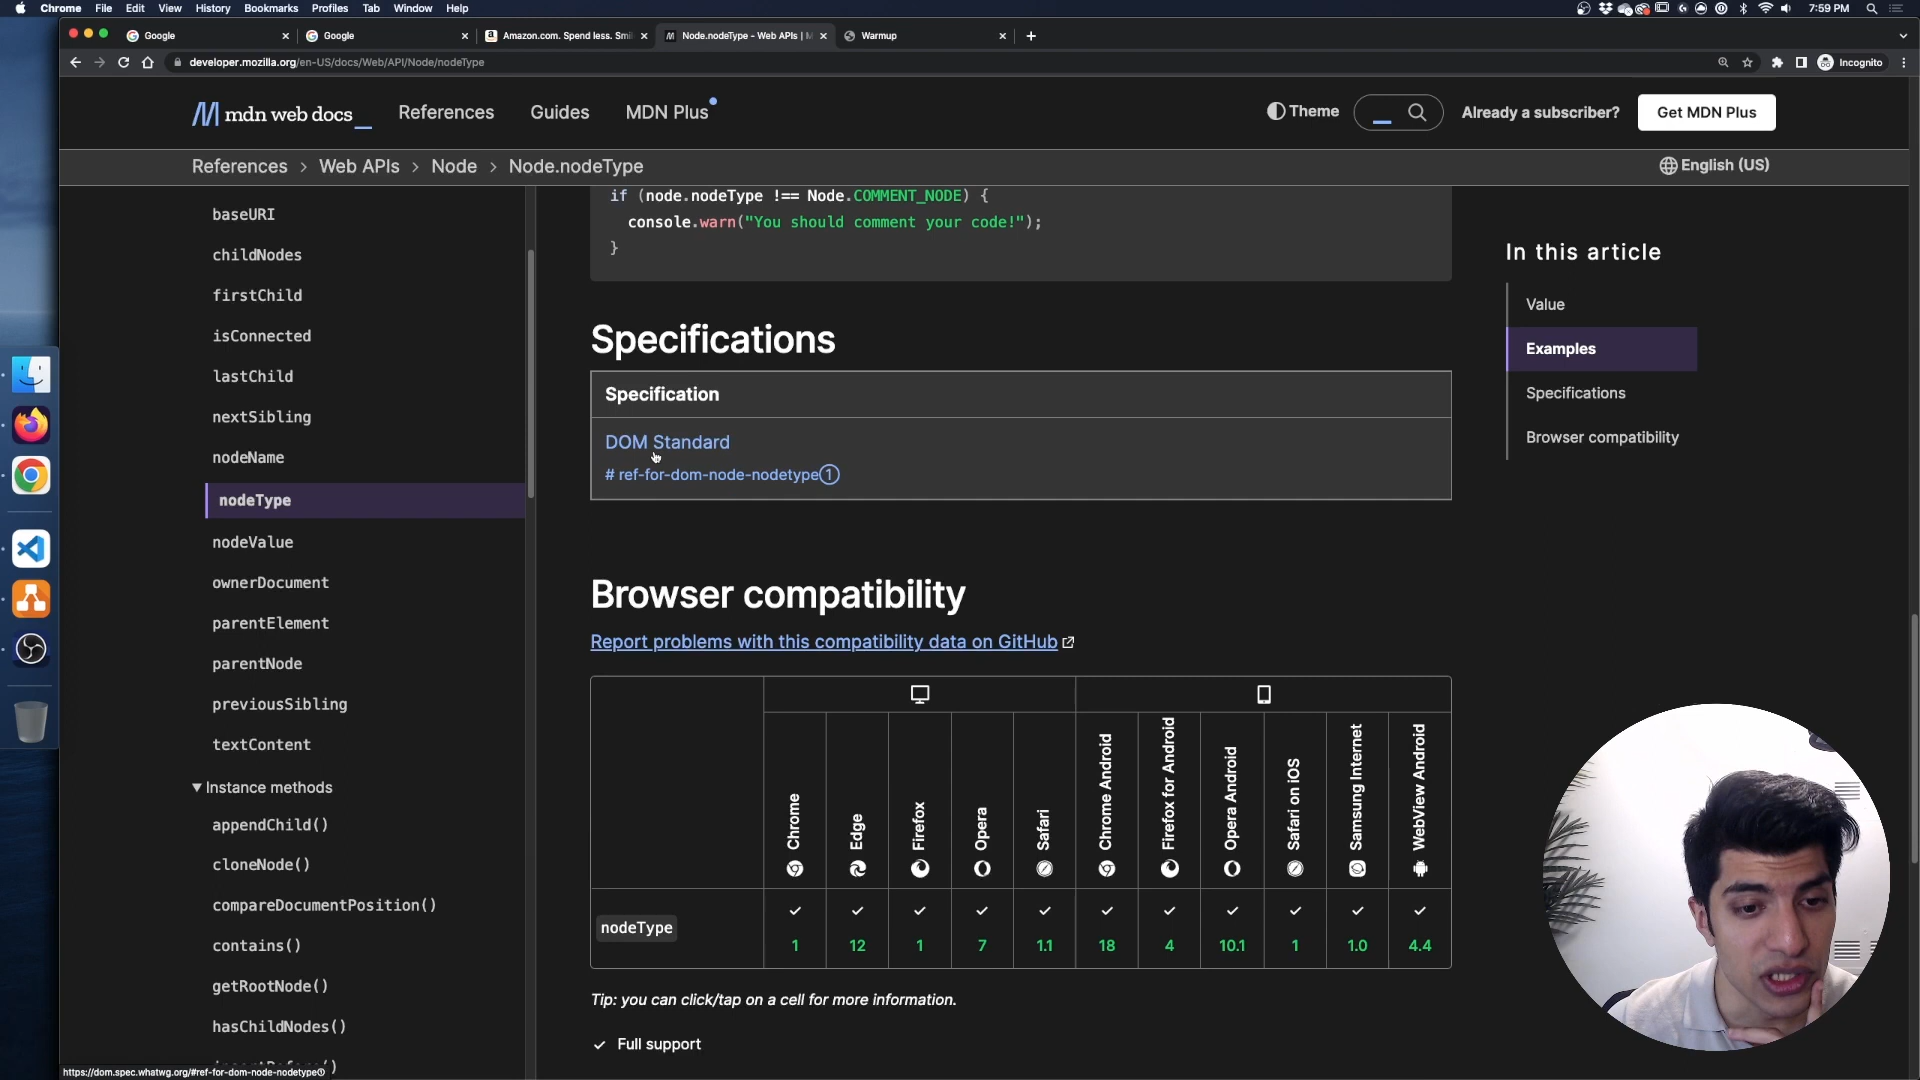 Chrome File Edit View History Bookmarks Profiles Tab Window Help 7:59 PM
Google Google Amazon.com. Spend less. Smi Node.nodeType - Web APIs | M Warmup
developer.mozilla.org/en-US/docs/Web/API/Node/nodeType Incognito
mdn web docs_ References Guides MDN Plus Theme Already a subscriber? Get MDN Plus
References > Web APIs > Node > Node.nodeType English (US)
baseURI
childNodes
firstChild
isConnected
lastChild
nextSibling
nodeName
nodeType
nodeValue
ownerDocument
parentElement
parentNode
previousSibling
textContent
Instance methods
appendChild()
cloneNode()
compareDocumentPosition()
contains()
getRootNode()
hasChildNodes()
https://dom.spec.whatwg.org/#ref-for-dom-node-nodetype①
if (node.nodeType !== Node.COMMENT_NODE) {
console.warn("You should comment your code!");
}
Specifications
Specification
DOM Standard
# ref-for-dom-node-nodetype①
Browser compatibility
Report problems with this compatibility data on GitHub
Chrome Edge Firefox Opera Safari Chrome Android Firefox for Android Opera Android Safari on iOS Samsung Internet WebView Android
nodeType
1 12 1 7 1.1 18 4 10.1 1 1.0 4.4
Tip: you can click/tap on a cell for more information.
Full support
In this article
Value
Examples
Specifications
Browser compatibility